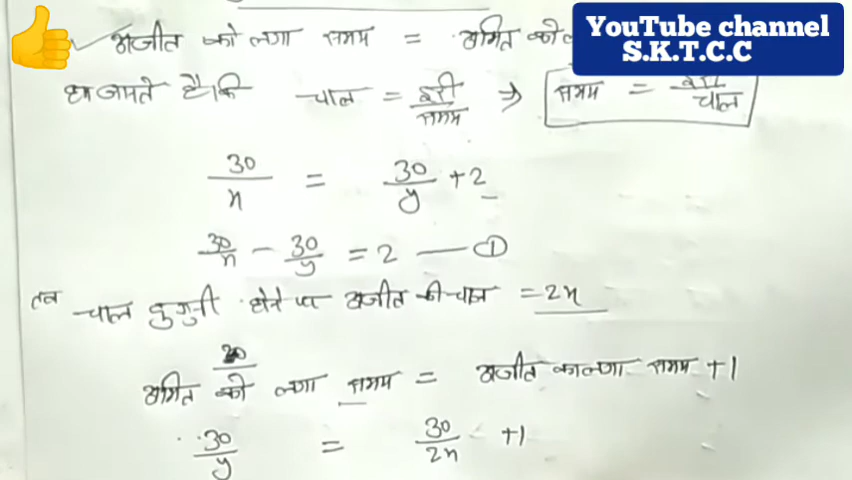 YouTube channel
S.K.T.C.C
अजीत को लगा समय = अमित को ल
हम जानते है। कि चाल = दूरी/समय ⇒ समय = दूरी/चाल
30/x = 30/y + 2
30/x - 30/y = 2 — ①
तब चाल दुगुनी होने पर अजीत की चाल = 2x
अमित को लगा समय = अजीत का लगा समय + 1
30/y = 30/2x + 1